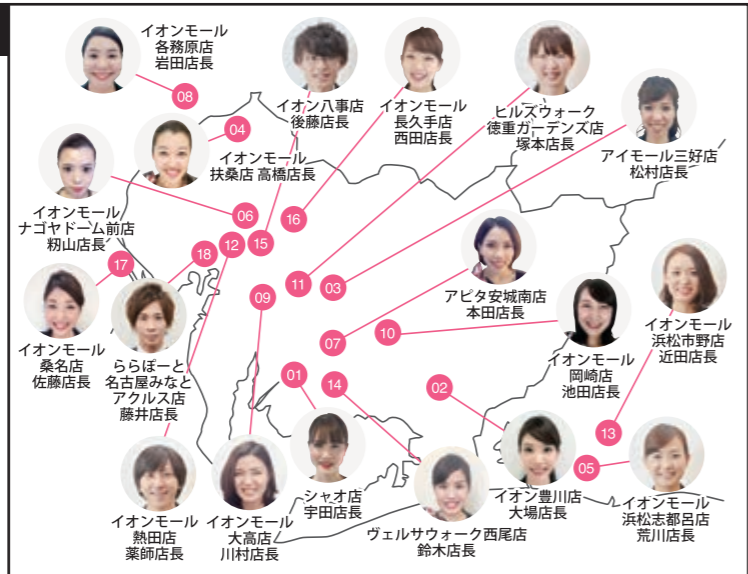 イオンモール
各務原店
岩田店長
08
イオン八事店
後藤店長
イオンモール
長久手店
西田店長
ヒルズウォーク
徳重ガーデンズ店
塚本店長
アイモール三好店
松村店長
04
イオンモール
扶桑店 高橋店長
イオンモール
ナゴヤドーム前店
籾山店長
06
12
15
16
18
17
09
11
03
アピタ安城南店
本田店長
イオンモール
浜松市野店
近田店長
イオンモール
桑名店
佐藤店長
ららぽーと
名古屋みなと
アクルス店
藤井店長
07
10
イオンモール
岡崎店
池田店長
01
14
02
13
05
イオンモール
熱田店
薬師店長
イオンモール
大高店
川村店長
シャオ店
宇田店長
ヴェルサウォーク西尾店
鈴木店長
イオン豊川店
大場店長
イオンモール
浜松志都呂店
荒川店長